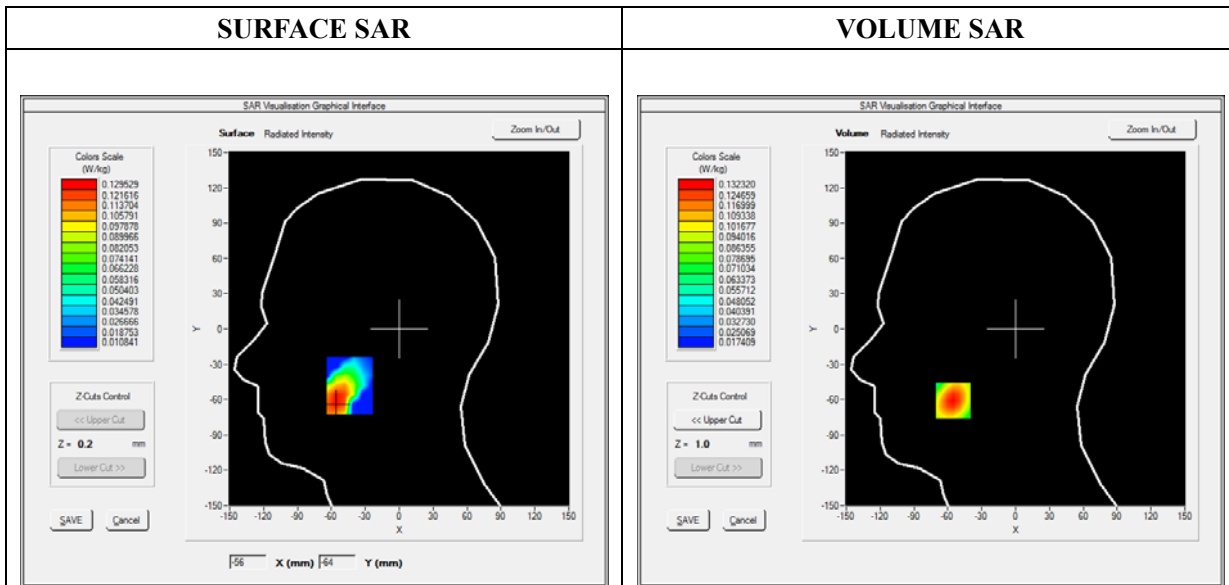 SURFACE SAR
VOLUME SAR
SAR Visualisation Graphical Interface
Surface Radiated Intensity
Zoom In/Out
Colors Scale
(W/kg)
0.129529
0.121616
0.113704
0.105791
0.097878
0.089966
0.082053
0.074141
0.066228
0.058316
0.050403
0.042491
0.034578
0.026666
0.018753
0.010841
Z-Cuts Control
<< Upper Cut
Z = 0.2 mm
Lower Cut >>
SAVE Cancel
150
120
90
60
30
0
-30
-60
-90
-120
-150
Y
-150 -120 -90 -60 -30 0 30 60 90 120 150
X
-56 X (mm) -64 Y (mm)
SAR Visualisation Graphical Interface
Volume Radiated Intensity
Zoom In/Out
Colors Scale
(W/kg)
0.132320
0.124659
0.116999
0.109338
0.101677
0.094016
0.086355
0.078695
0.071034
0.063373
0.055712
0.048052
0.040391
0.032730
0.025069
0.017409
Z-Cuts Control
<< Upper Cut
Z = 1.0 mm
Lower Cut >>
SAVE Cancel
150
120
90
60
30
0
-30
-60
-90
-120
-150
Y
-150 -120 -90 -60 -30 0 30 60 90 120 150
X